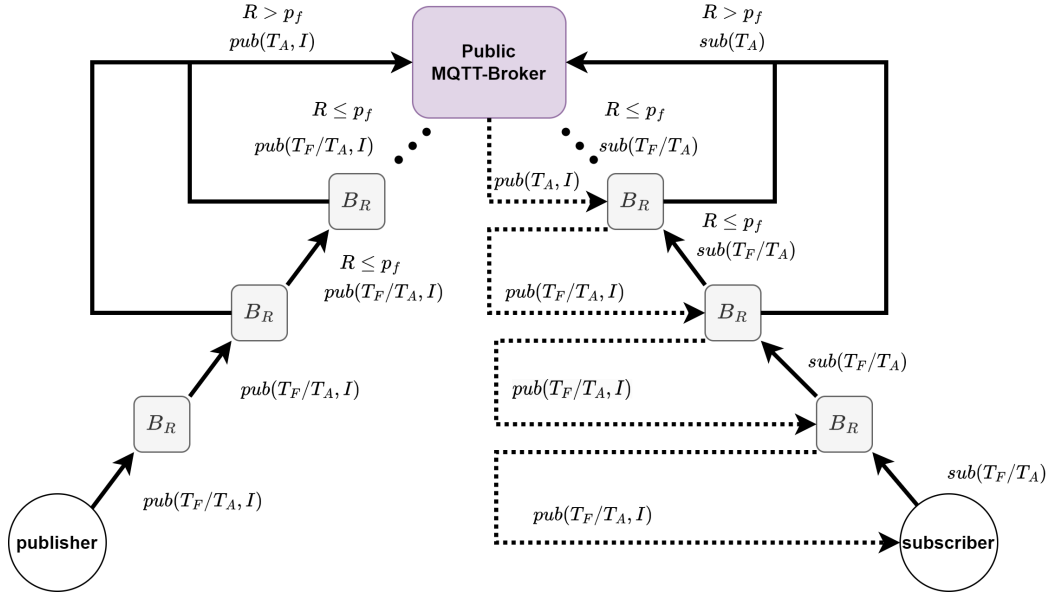 R > p_f
pub(T_A, I)
Public
MQTT-Broker
R > p_f
sub(T_A)
R ≤ p_f
pub(T_F/T_A, I)
R ≤ p_f
sub(T_F/T_A)
pub(T_A, I)
B_R
B_R
R ≤ p_f
pub(T_F/T_A, I)
R ≤ p_f
sub(T_F/T_A)
B_R
pub(T_F/T_A, I)
B_R
pub(T_F/T_A, I)
pub(T_F/T_A, I)
sub(T_F/T_A)
B_R
B_R
pub(T_F/T_A, I)
pub(T_F/T_A, I)
sub(T_F/T_A)
publisher
subscriber